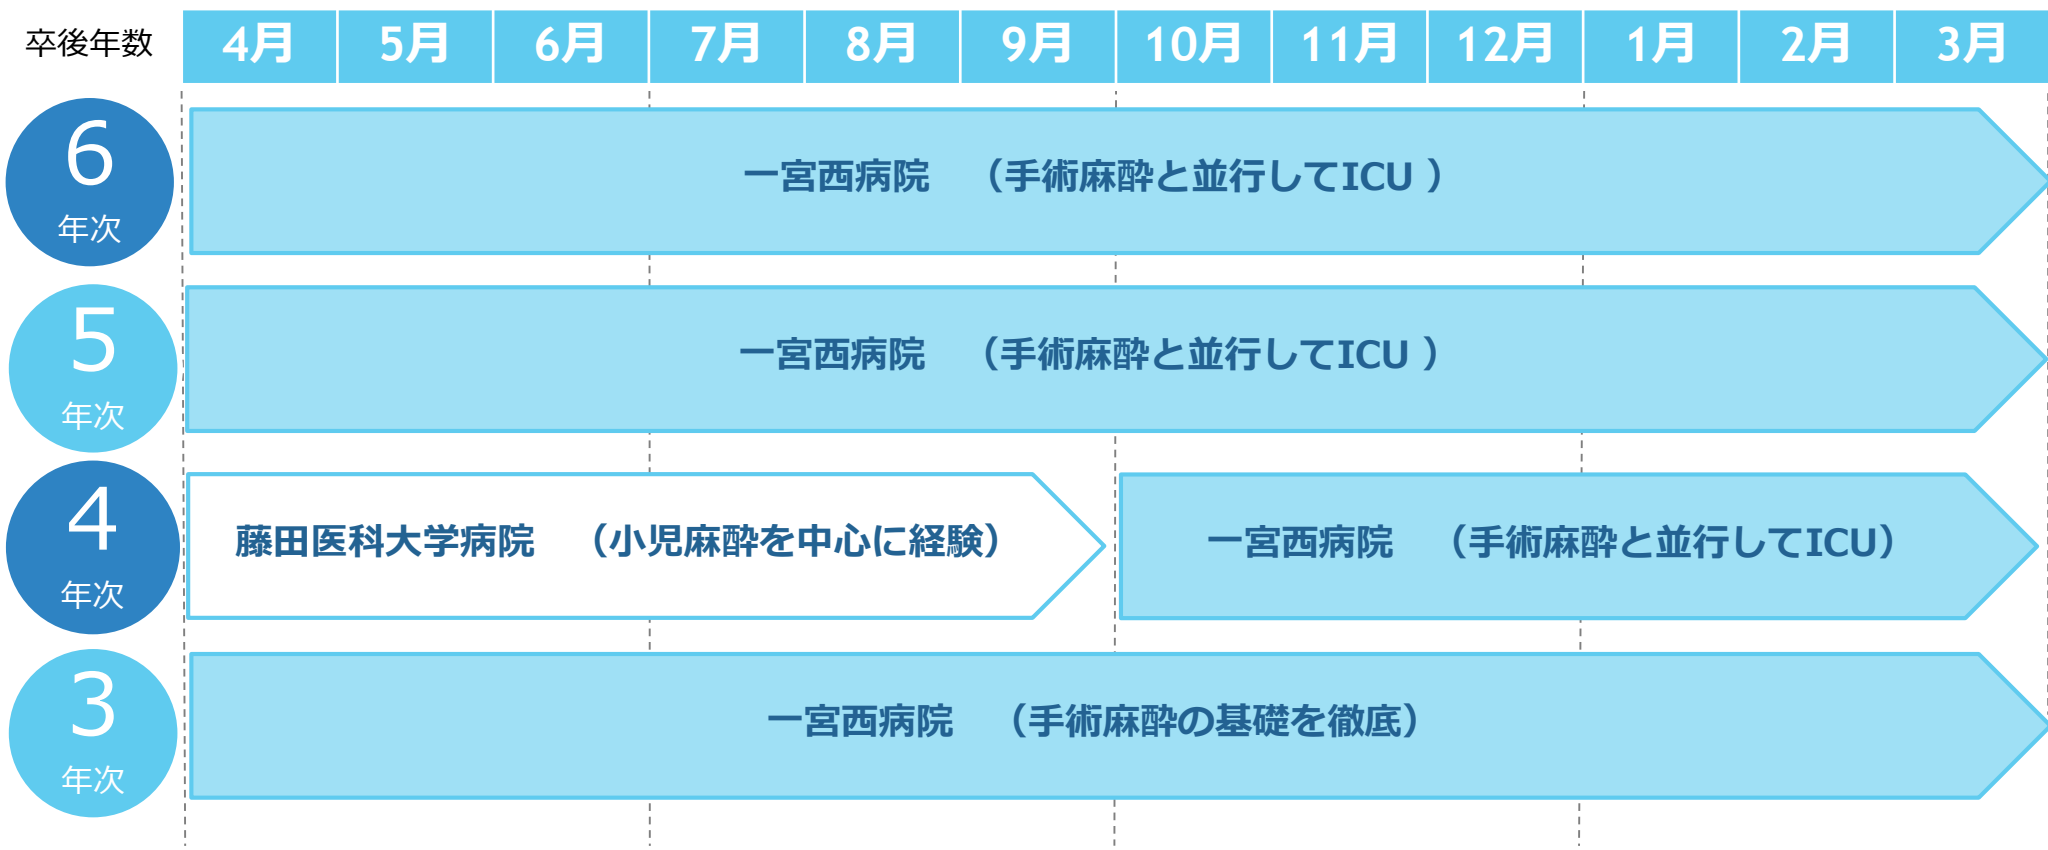 卒後年数 4月 5月 6月 7月 8月 9月 10月 11月 12月 1月 2月 3月
6
年次
一宮西病院　（手術麻酔と並行してICU ）
5
年次
一宮西病院　（手術麻酔と並行してICU ）
4
年次
藤田医科大学病院　（小児麻酔を中心に経験）
一宮西病院　（手術麻酔と並行してICU）
3
年次
一宮西病院　（手術麻酔の基礎を徹底）